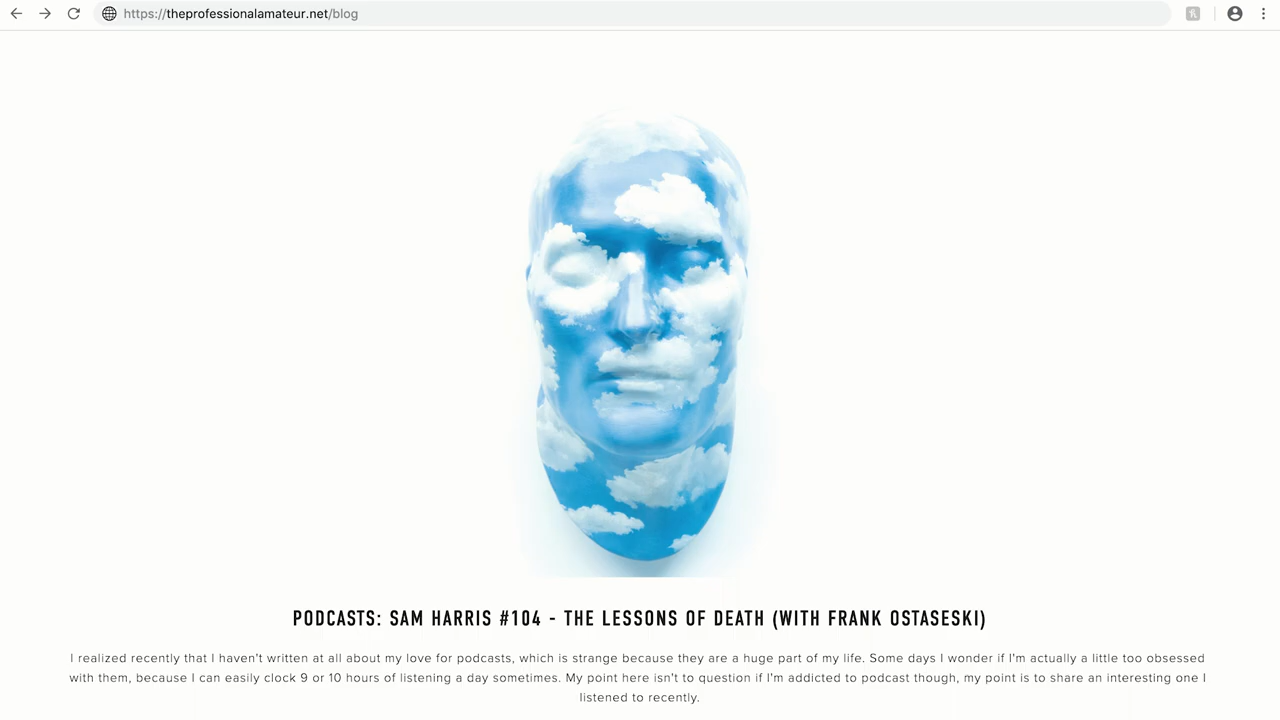 https://theprofessionalamateur.net/blog
PODCASTS: SAM HARRIS #104 - THE LESSONS OF DEATH (WITH FRANK OSTASESKI)
I realized recently that I haven't written at all about my love for podcasts, which is strange because they are a huge part of my life. Some days I wonder if I'm actually a little too obsessed
with them, because I can easily clock 9 or 10 hours of listening a day sometimes. My point here isn't to question if I'm addicted to podcast though, my point is to share an interesting one I
listened to recently.